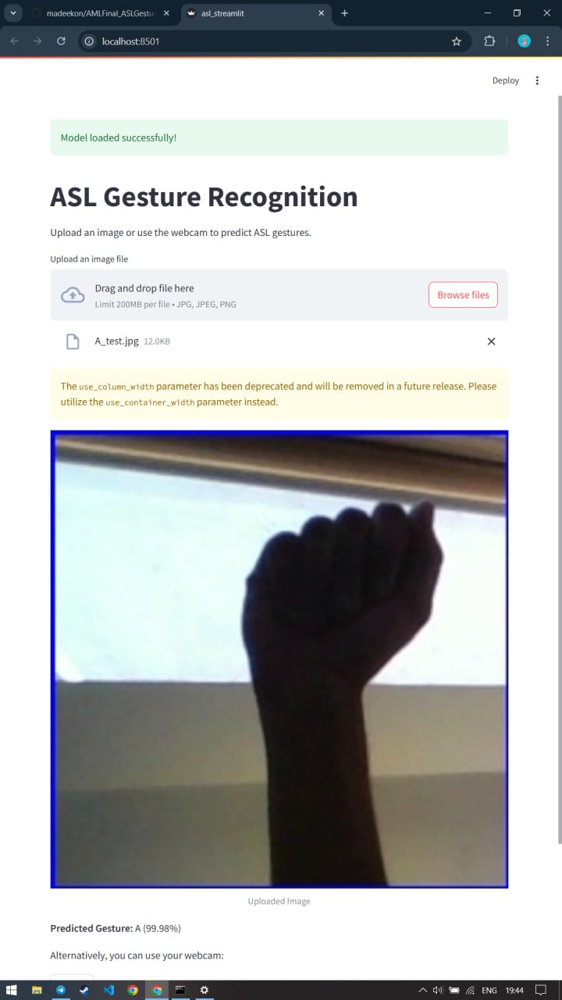 madeekon/AMLFinal_ASLGestu
asl_streamlit
localhost:8501
Deploy
Model loaded successfully!
ASL Gesture Recognition
Upload an image or use the webcam to predict ASL gestures.
Upload an image file
Drag and drop file here
Limit 200MB per file • JPG, JPEG, PNG
Browse files
A_test.jpg 12.0KB
The use_column_width parameter has been deprecated and will be removed in a future release. Please
utilize the use_container_width parameter instead.
Uploaded Image
Predicted Gesture: A (99.98%)
Alternatively, you can use your webcam:
ENG 19:44